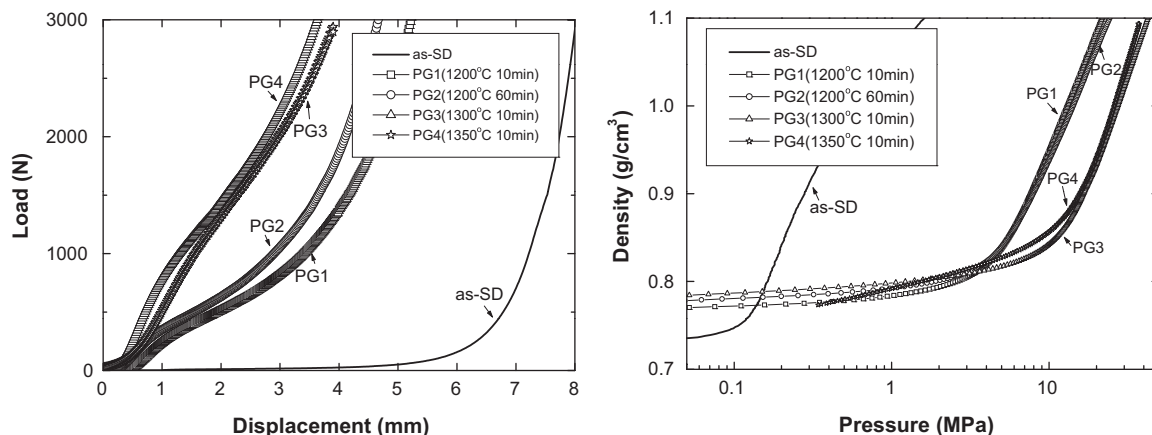 3000
2000
1000
0
Load (N)
0 1 2 3 4 5 6 7 8
Displacement (mm)
as-SD
PG1(1200°C 10min)
PG2(1200°C 60min)
PG3(1300°C 10min)
PG4(1350°C 10min)
PG4
PG3
PG2
PG1
as-SD
1.1
1.0
0.9
0.8
0.7
Density (g/cm³)
0.1 1 10
Pressure (MPa)
as-SD
PG1(1200°C 10min)
PG2(1200°C 60min)
PG3(1300°C 10min)
PG4(1350°C 10min)
PG2
PG1
as-SD
PG4
PG3